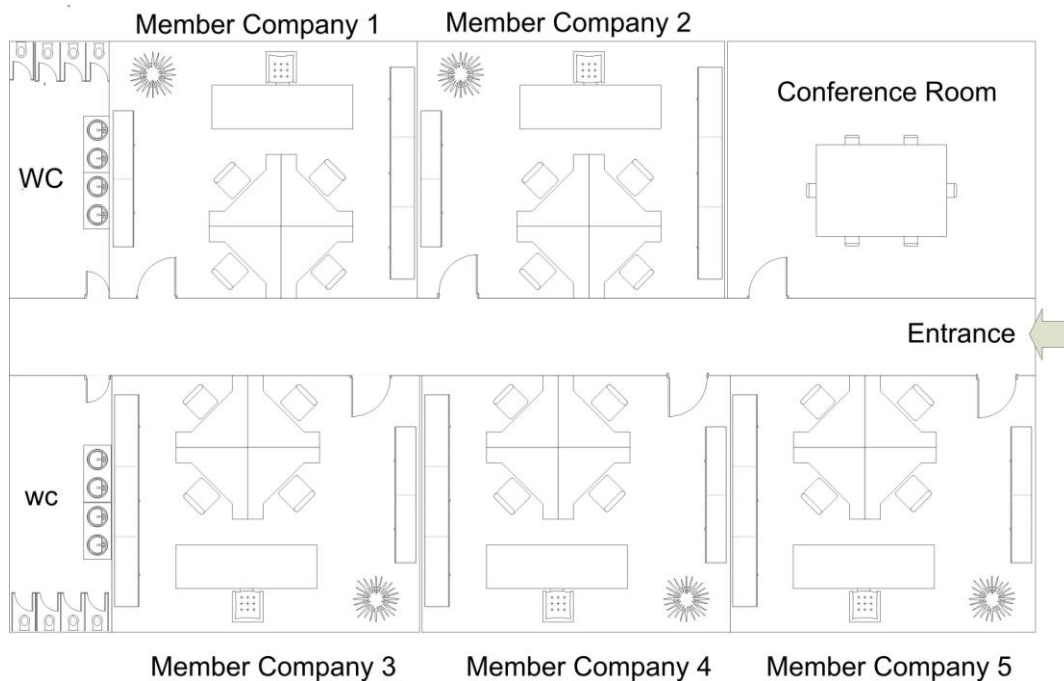 Member Company 1
Member Company 2
Conference Room
WC
Entrance
wc
Member Company 3
Member Company 4
Member Company 5